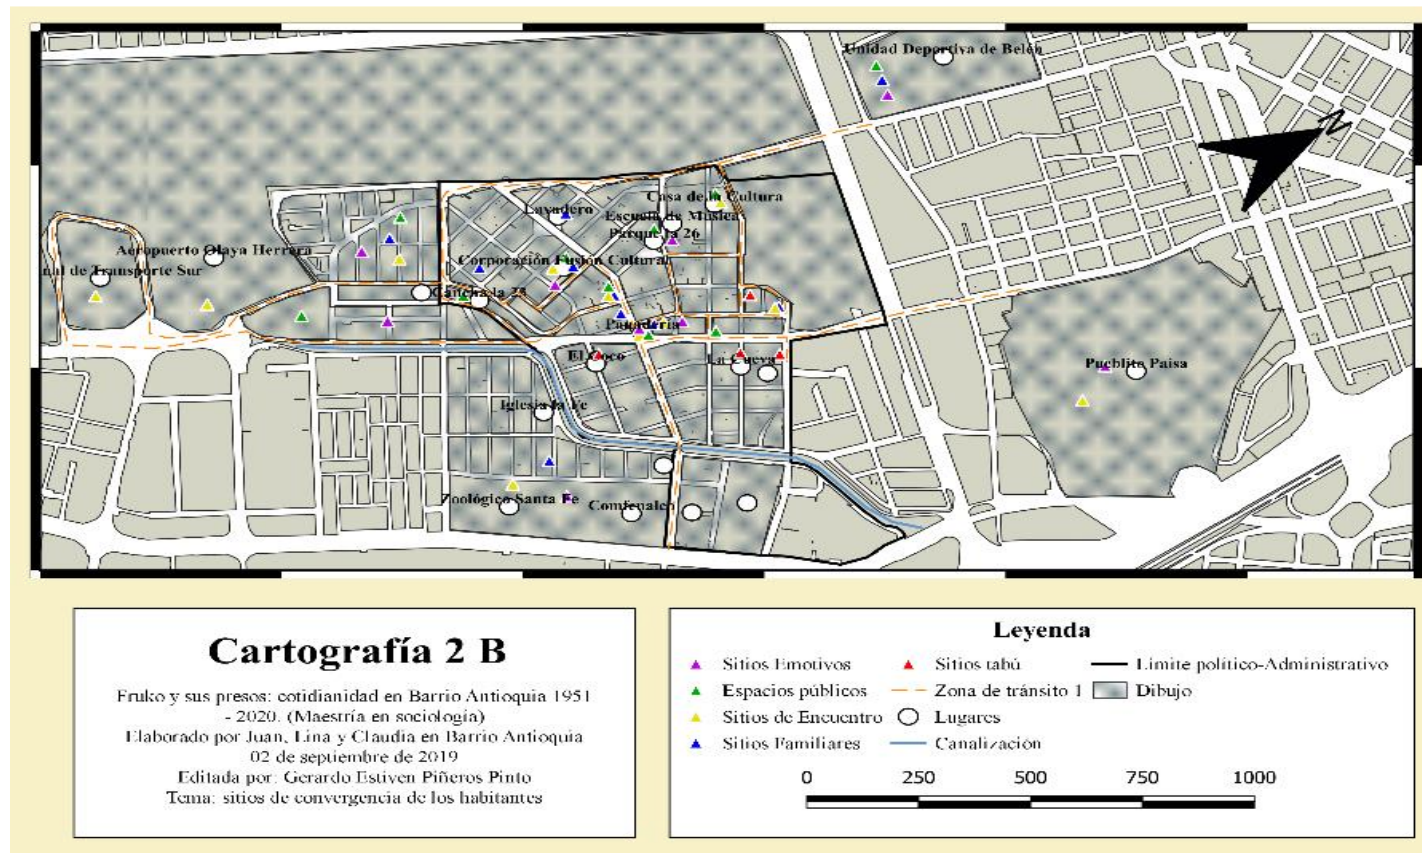 Unidad Deportiva de Belén
Casa de la Cultura
Lavadero
Escuela de Música
Parque la 26
Aeropuerto Olaya Herrara
Corporación Fusión Cultural
nal de Transporte Sur
Cancha la 25
Panadería
El Coco
La Cueva
Pueblito Paisa
Iglesia la Fe
Zoológico Santa Fe
Comfenalco
N
Cartografía 2 B
Fruko y sus presos: cotidianidad en Barrio Antioquia 1951
- 2020. (Maestría en sociología)
Elaborado por Juan, Lina y Claudia en Barrio Antioquia
02 de septiembre de 2019
Editada por: Gerardo Estiven Piñeros Pinto
Tema: sitios de convergencia de los habitantes
Leyenda
Sitios Emotivos
Espacios públicos
Sitios de Encuentro
Sitios Familiares
Sitios tabú
Zona de tránsito 1
Lugares
Canalización
Límite político-Administrativo
Dibujo
0 250 500 750 1000